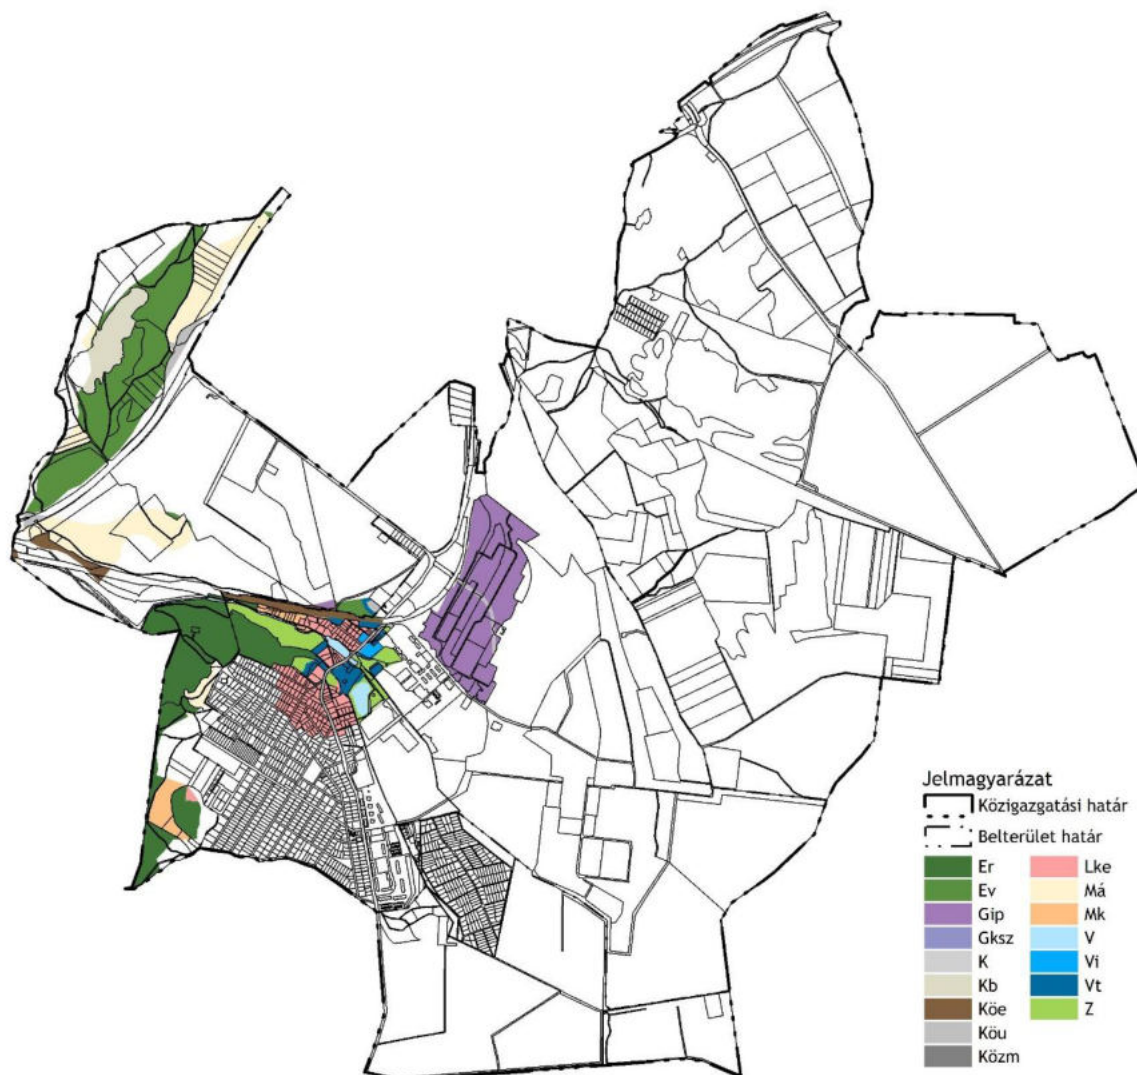 Jelmagyarázat
Közigazgatási határ
Belterület határ
Er
Ev
Gip
Gksz
K
Kb
Köe
Köu
Közm
Lke
Má
Mk
V
Vi
Vt
Z